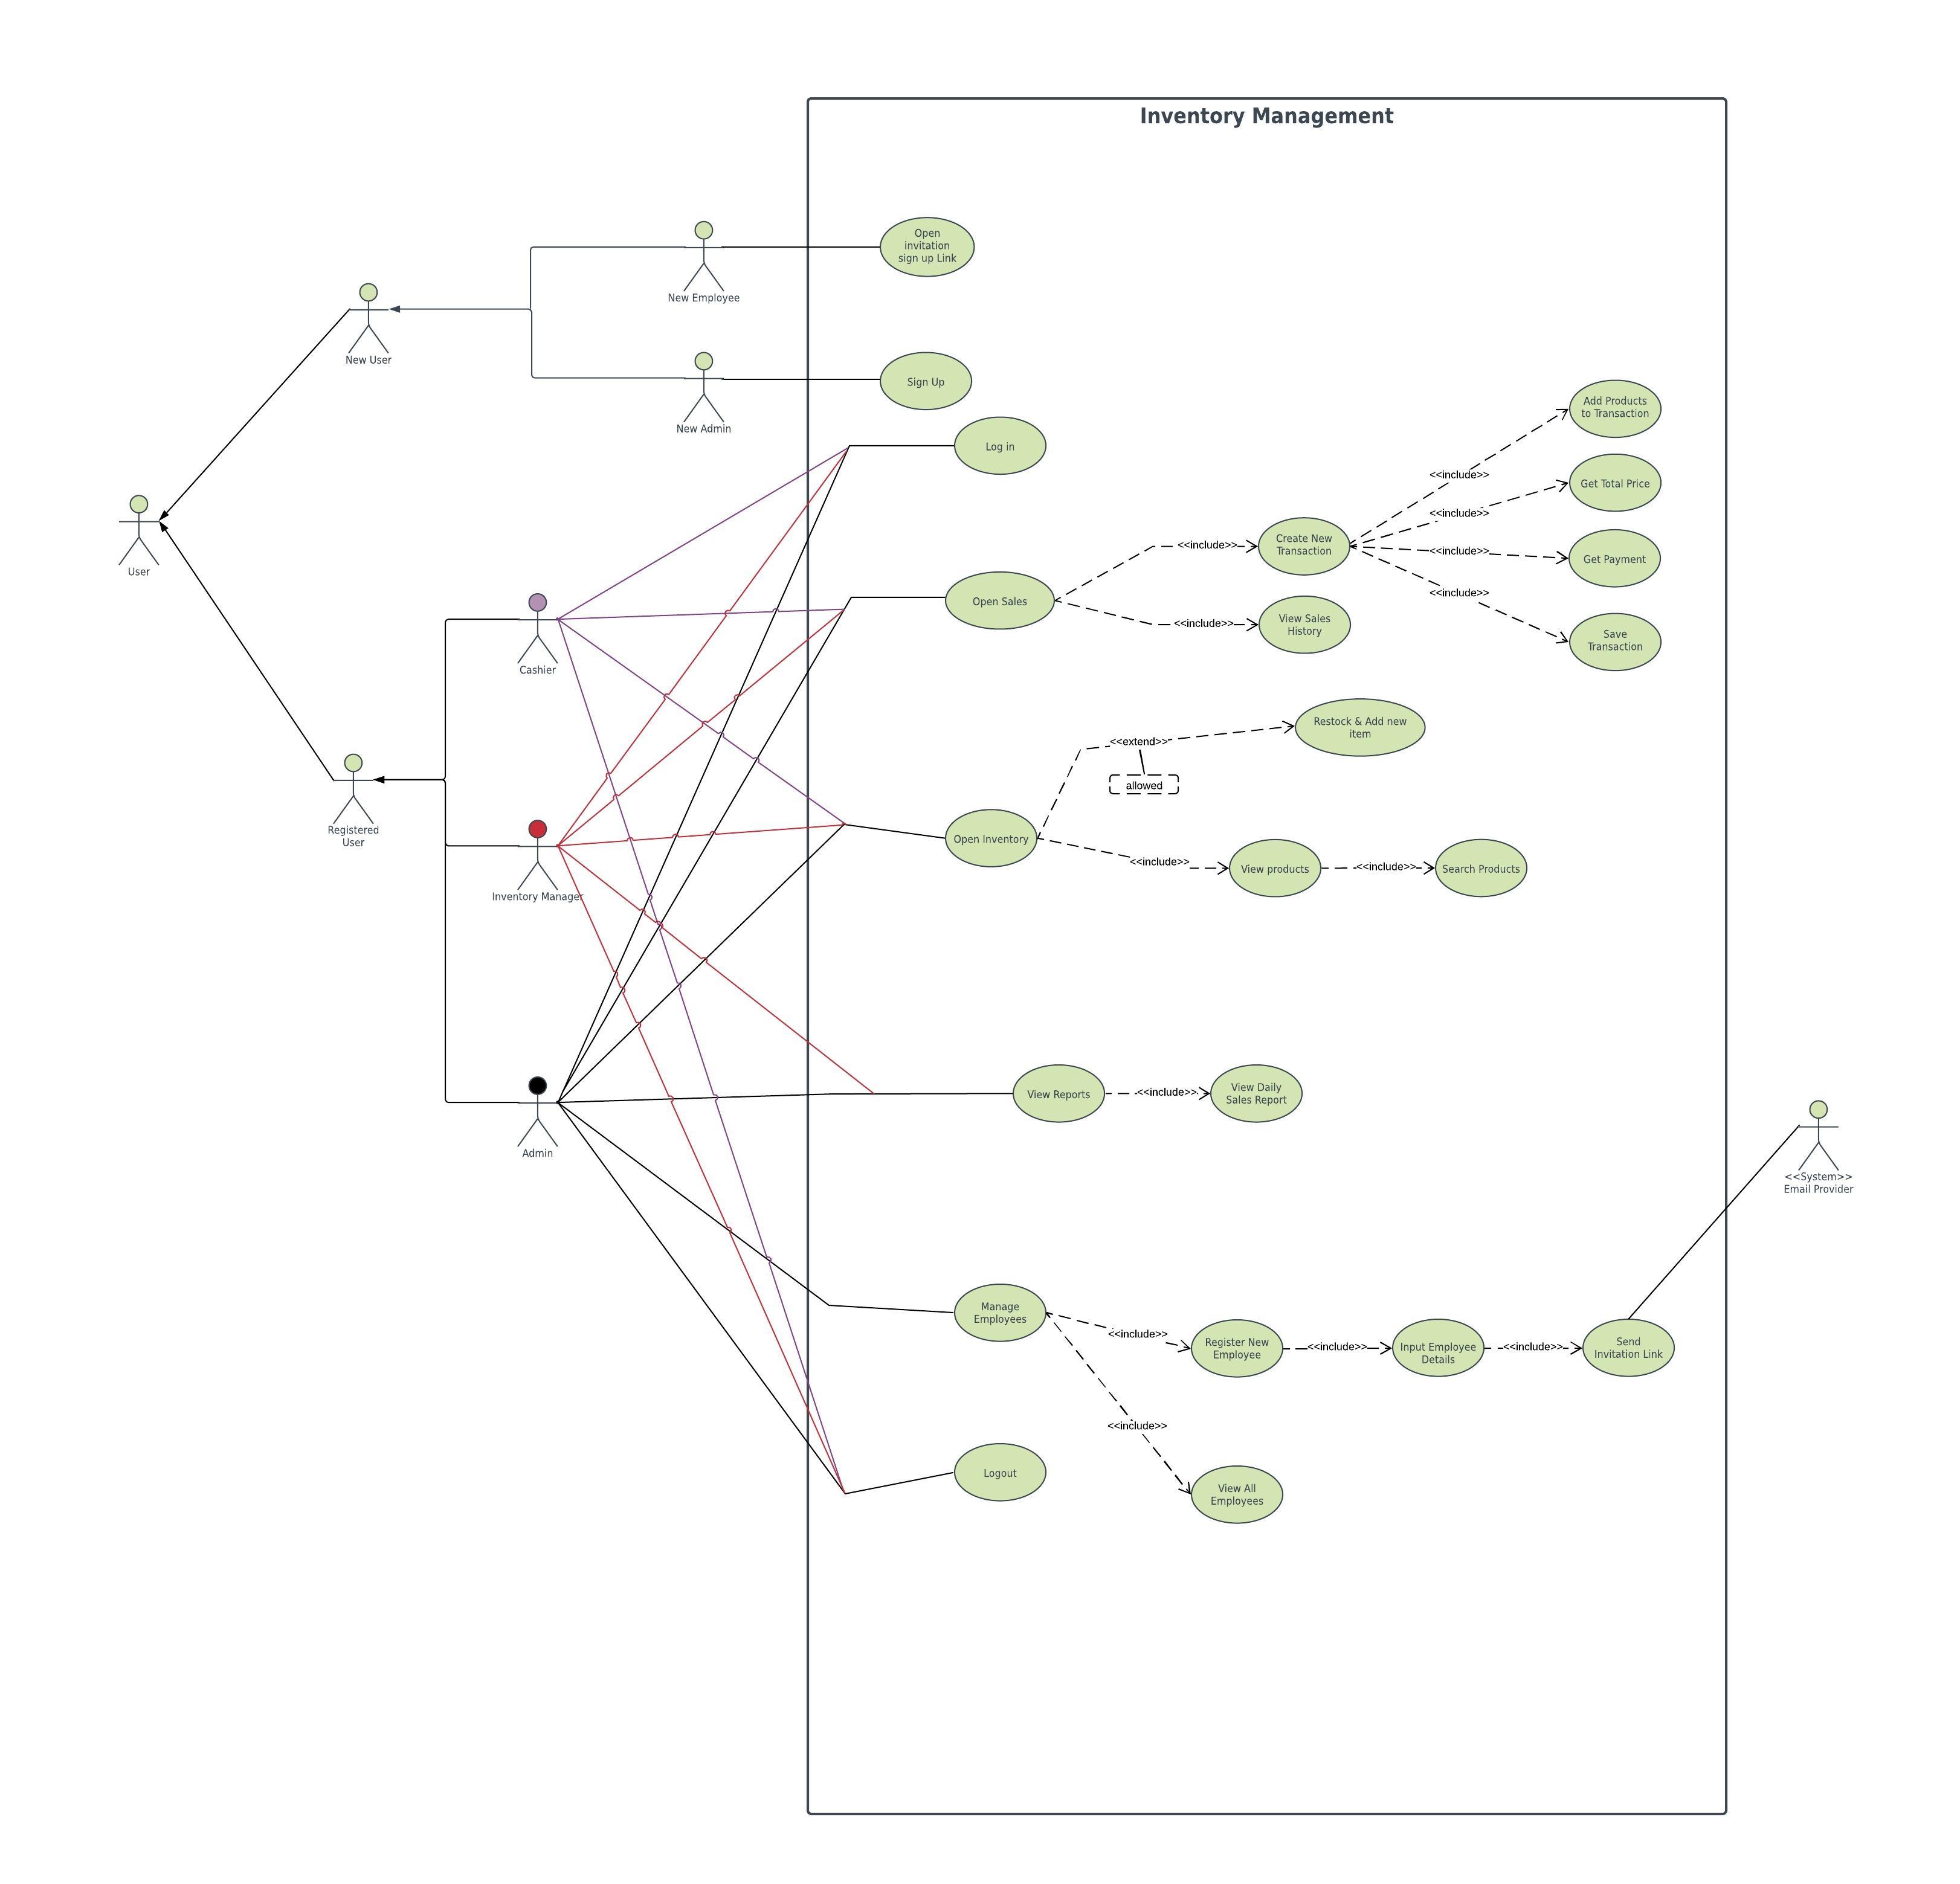 Inventory Management
Open
invitation
sign up Link
New Employee
New User
Sign Up
New Admin
Log in
Add Products
to Transaction
<<include>>
Get Total Price
<<include>>
User
<<include>>
Create New
Transaction
<<include>>
Get Payment
<<include>>
Open Sales
<<include>>
View Sales
History
Save
Transaction
Cashier
Restock & Add new
item
<<extend>>
allowed
Registered
User
Open Inventory
<<include>>
View products
<<include>>
Search Products
Inventory Manager
View Reports
<<include>>
View Daily
Sales Report
Admin
<<System>>
Email Provider
Manage
Employees
<<include>>
Register New
Employee
<<include>>
Input Employee
Details
<<include>>
Send
Invitation Link
<<include>>
Logout
View All
Employees